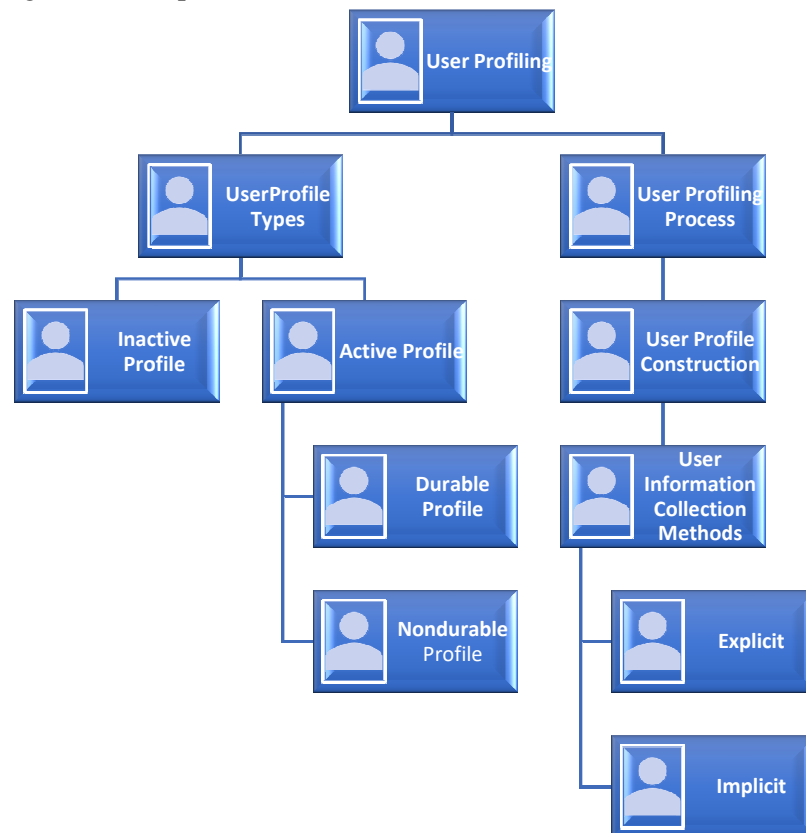 User Profiling
UserProfile
Types
User Profiling
Process
Inactive
Profile
Active Profile
User Profile
Construction
Durable
Profile
User
Information
Collection
Methods
Nondurable
Profile
Explicit
Implicit